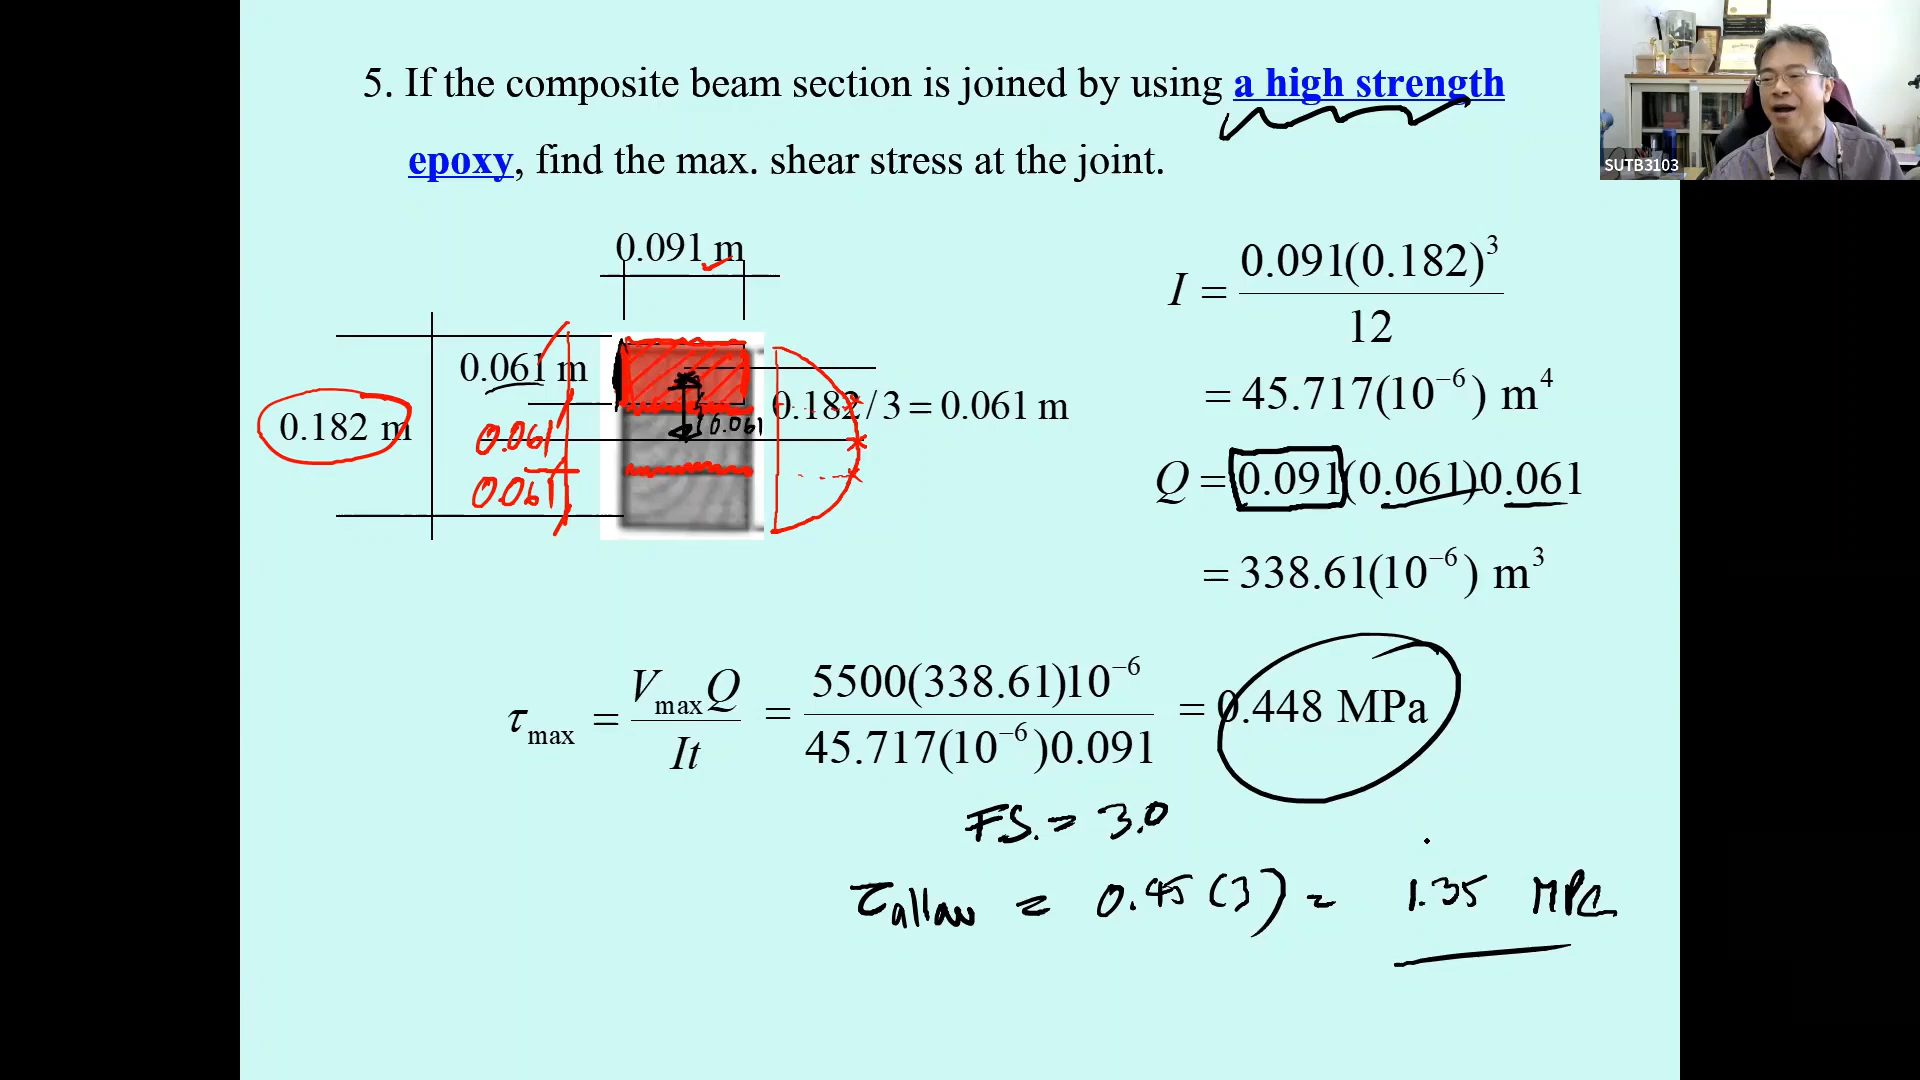 5. If the composite beam section is joined by using a high strength
epoxy, find the max. shear stress at the joint.
SUTB3103
0.091 m
0.061 m
0.182 m
0.061
0.061
0.061
0.182/3 = 0.061 m
I = 0.091(0.182)³ / 12
= 45.717(10⁻⁶) m⁴
Q = 0.091(0.061)0.061
= 338.61(10⁻⁶) m³
τmax = VmaxQ / It = 5500(338.61)10⁻⁶ / 45.717(10⁻⁶)0.091 = 0.448 MPa
F.S. = 3.0
τallow = 0.45 (3) = 1.35 MPa